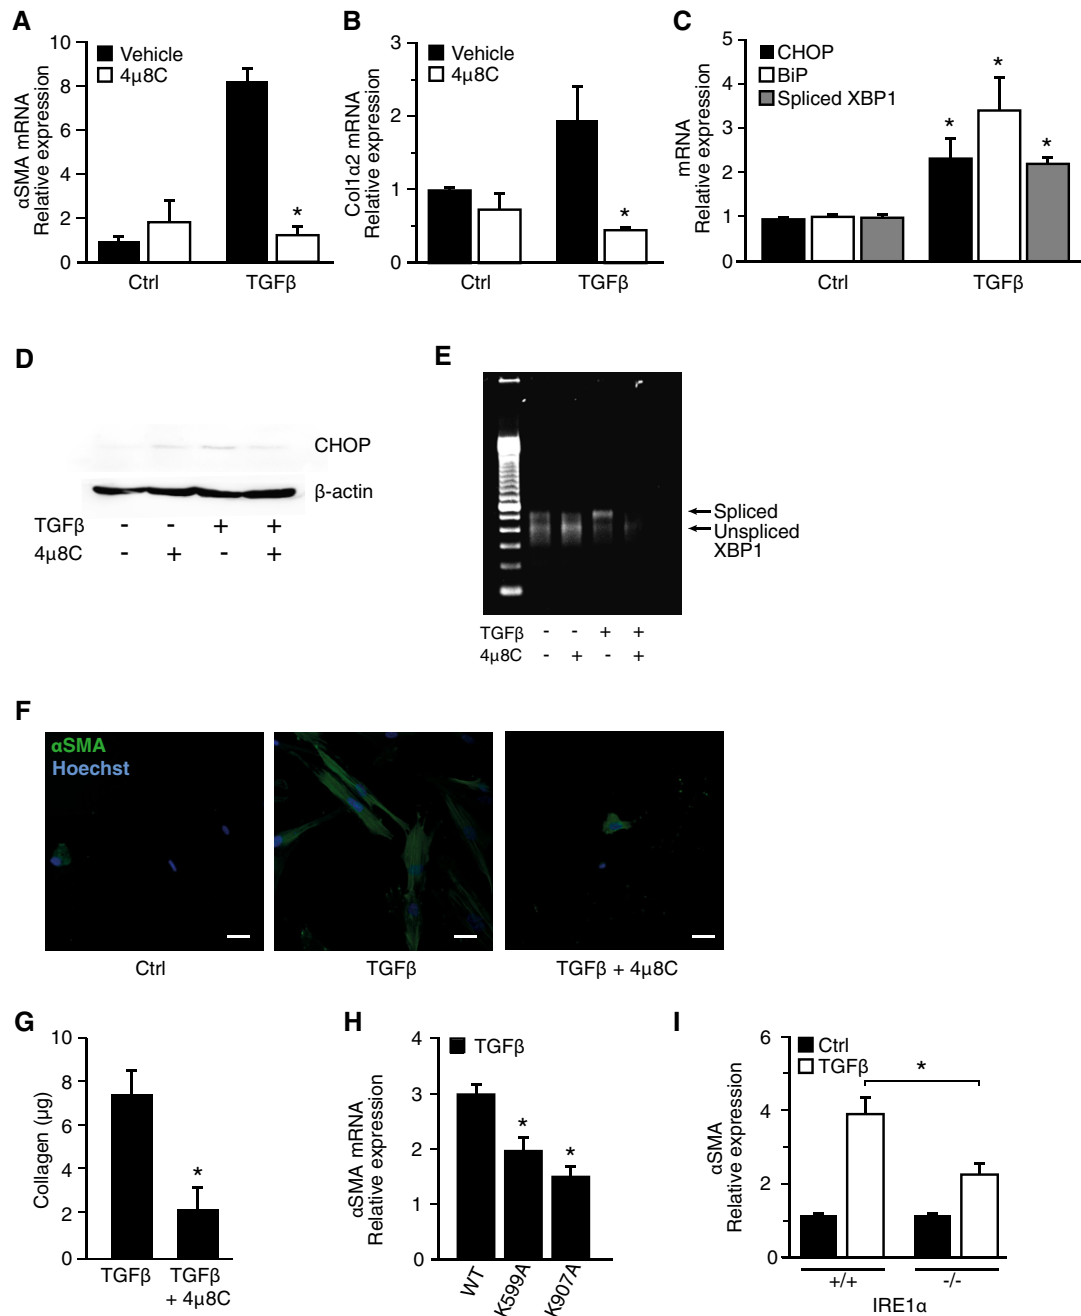 A
αSMA mRNA
Relative expression
10
8
6
4
2
0
Vehicle
4μ8C
*
Ctrl
TGFβ
B
Col1α2 mRNA
Relative expression
3
2
1
0
Vehicle
4μ8C
*
Ctrl
TGFβ
C
mRNA
Relative expression
5
4
3
2
1
0
CHOP
BiP
Spliced XBP1
*
*
*
Ctrl
TGFβ
D
CHOP
β-actin
TGFβ - - + +
4μ8C - + - +
E
Spliced
Unspliced
XBP1
TGFβ - - + +
4μ8C - + - +
F
αSMA
Hoechst
Ctrl
TGFβ
TGFβ + 4μ8C
G
Collagen (μg)
10
8
6
4
2
0
*
TGFβ
TGFβ
+ 4μ8C
H
αSMA mRNA
Relative expression
4
3
2
1
0
TGFβ
*
*
WT
K599A
K907A
I
αSMA
Relative expression
6
4
2
0
Ctrl
TGFβ
*
+/+
-/-
IRE1α